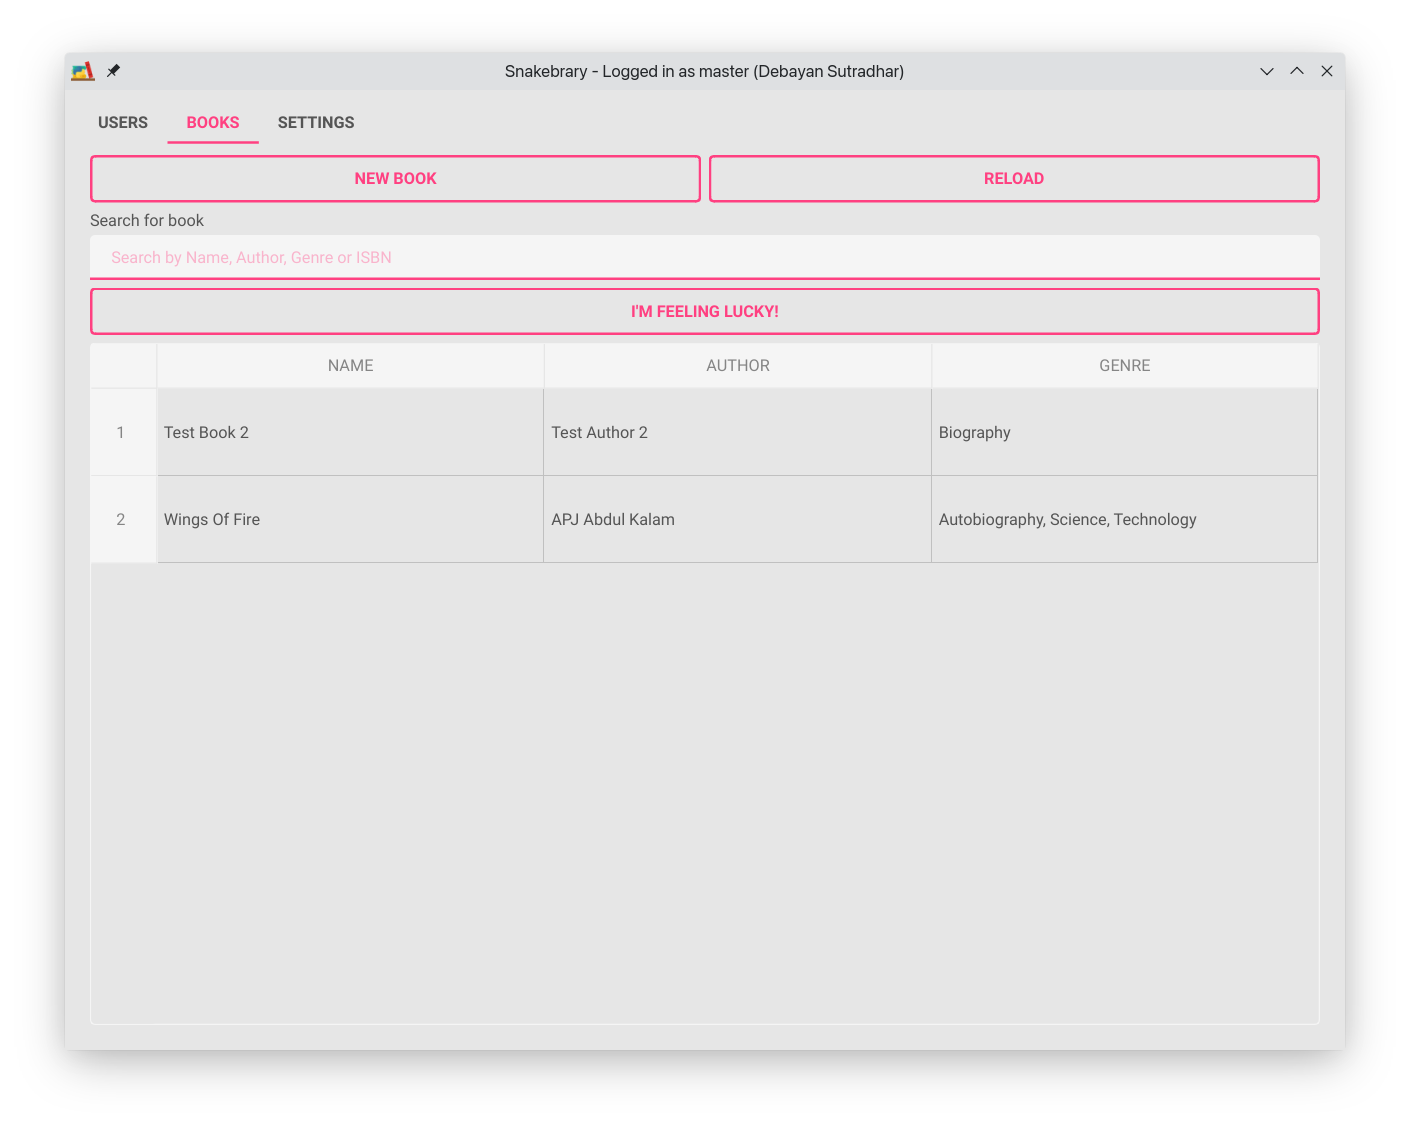 Snakebrary - Logged in as master (Debayan Sutradhar)
USERS BOOKS SETTINGS
NEW BOOK RELOAD
Search for book
Search by Name, Author, Genre or ISBN
I'M FEELING LUCKY!
NAME AUTHOR GENRE
1 Test Book 2 Test Author 2 Biography
2 Wings Of Fire APJ Abdul Kalam Autobiography, Science, Technology